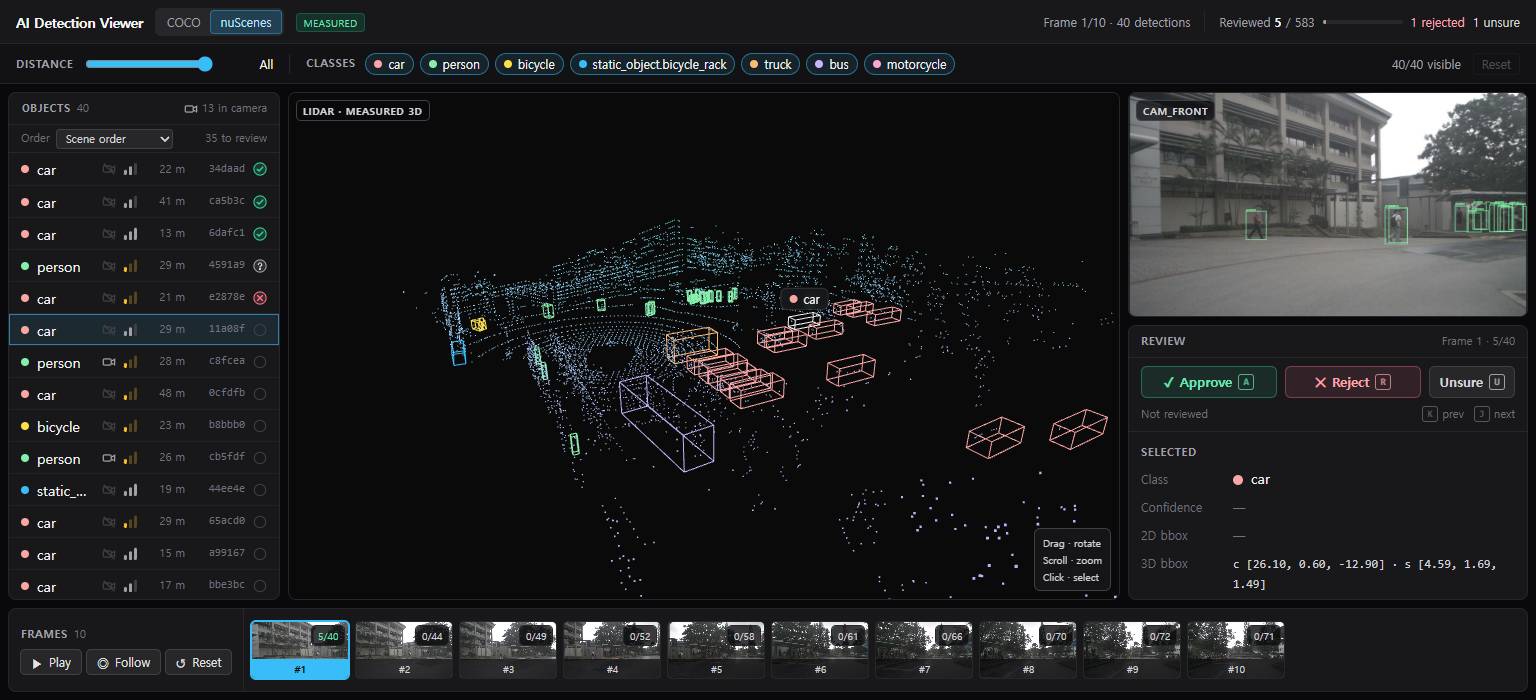 AI Detection Viewer COCO nuScenes MEASURED Frame 1/10 · 40 detections Reviewed 5 / 583 1 rejected 1 unsure
DISTANCE All CLASSES car person bicycle static_object.bicycle_rack truck bus motorcycle 40/40 visible Reset
OBJECTS 40 13 in camera
Order Scene order 35 to review
car 22 m 34daad
car 41 m ca5b3c
car 13 m 6dafc1
person 29 m 4591a9 ?
car 21 m e2878e
car 29 m 11a08f
person 28 m c8fcea
car 48 m 0cfdfb
bicycle 23 m b8bbb0
person 26 m cb5fdf
static_... 19 m 44ee4e
car 29 m 65acd0
car 15 m a99167
car 17 m bbe3bc
LIDAR · MEASURED 3D
car
Drag · rotate
Scroll · zoom
Click · select
CAM_FRONT
REVIEW Frame 1 · 5/40
✓ Approve A ✕ Reject R Unsure U
Not reviewed K prev J next
SELECTED
Class car
Confidence —
2D bbox —
3D bbox c [26.10, 0.60, -12.90] · s [4.59, 1.69,
1.49]
FRAMES 10
Play Follow Reset
5/40 0/44 0/49 0/52 0/58 0/61 0/66 0/70 0/72 0/71
#1 #2 #3 #4 #5 #6 #7 #8 #9 #10